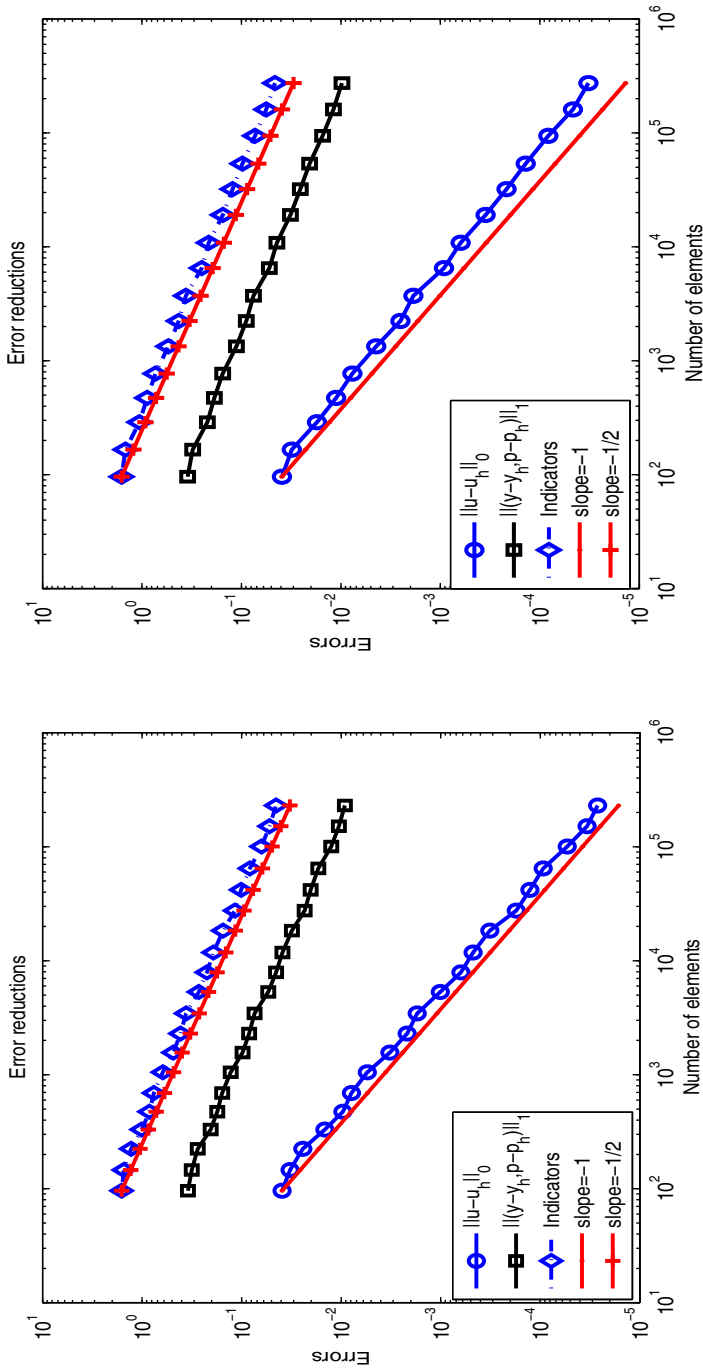 Error reductions
10^1
10^0
10^−1
10^−2
10^−3
10^−4
10^−5
Errors
10^1
10^2
10^3
10^4
10^5
10^6
Number of elements
||u−u_h||_0
||(y−y_h,p−p_h)||_1
Indicators
slope=−1
slope=−1/2
Error reductions
10^1
10^0
10^−1
10^−2
10^−3
10^−4
10^−5
Errors
10^1
10^2
10^3
10^4
10^5
10^6
Number of elements
||u−u_h||_0
||(y−y_h,p−p_h)||_1
Indicators
slope=−1
slope=−1/2